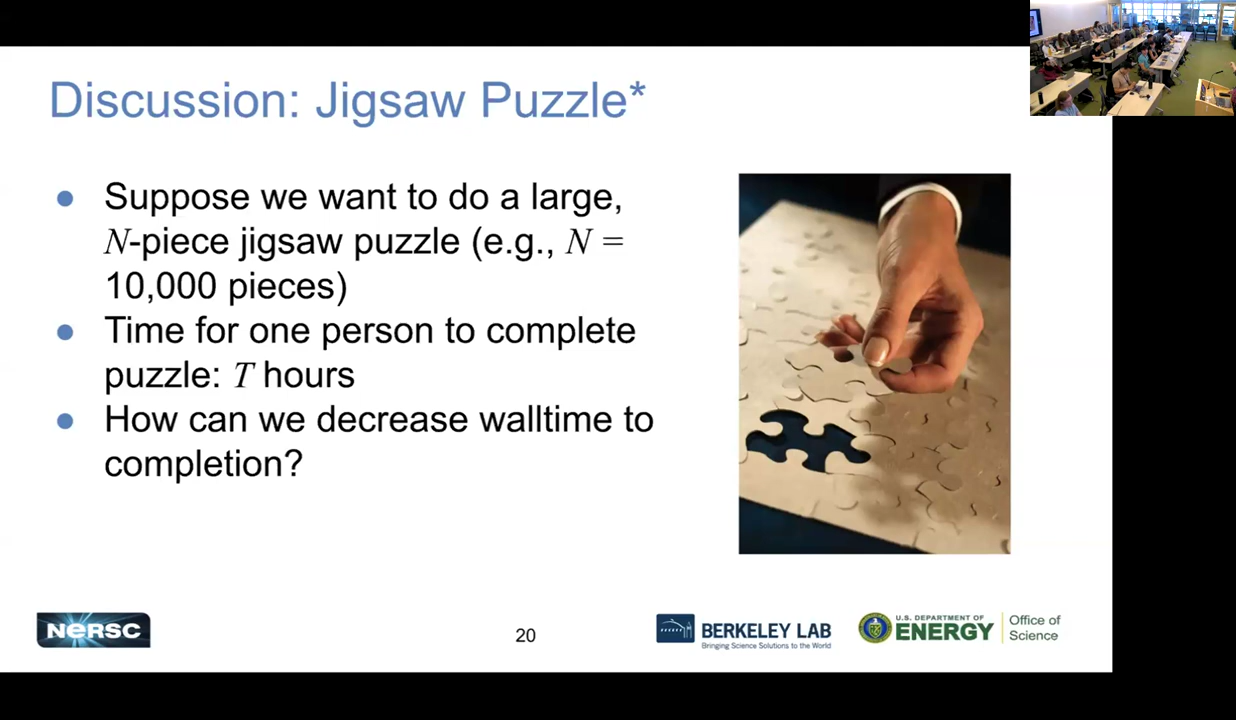 Discussion: Jigsaw Puzzle*
● Suppose we want to do a large,
N-piece jigsaw puzzle (e.g., N =
10,000 pieces)
● Time for one person to complete
puzzle: T hours
● How can we decrease walltime to
completion?
NERSC
20
BERKELEY LAB
Bringing Science Solutions to the World
U.S. DEPARTMENT OF
ENERGY
Office of
Science